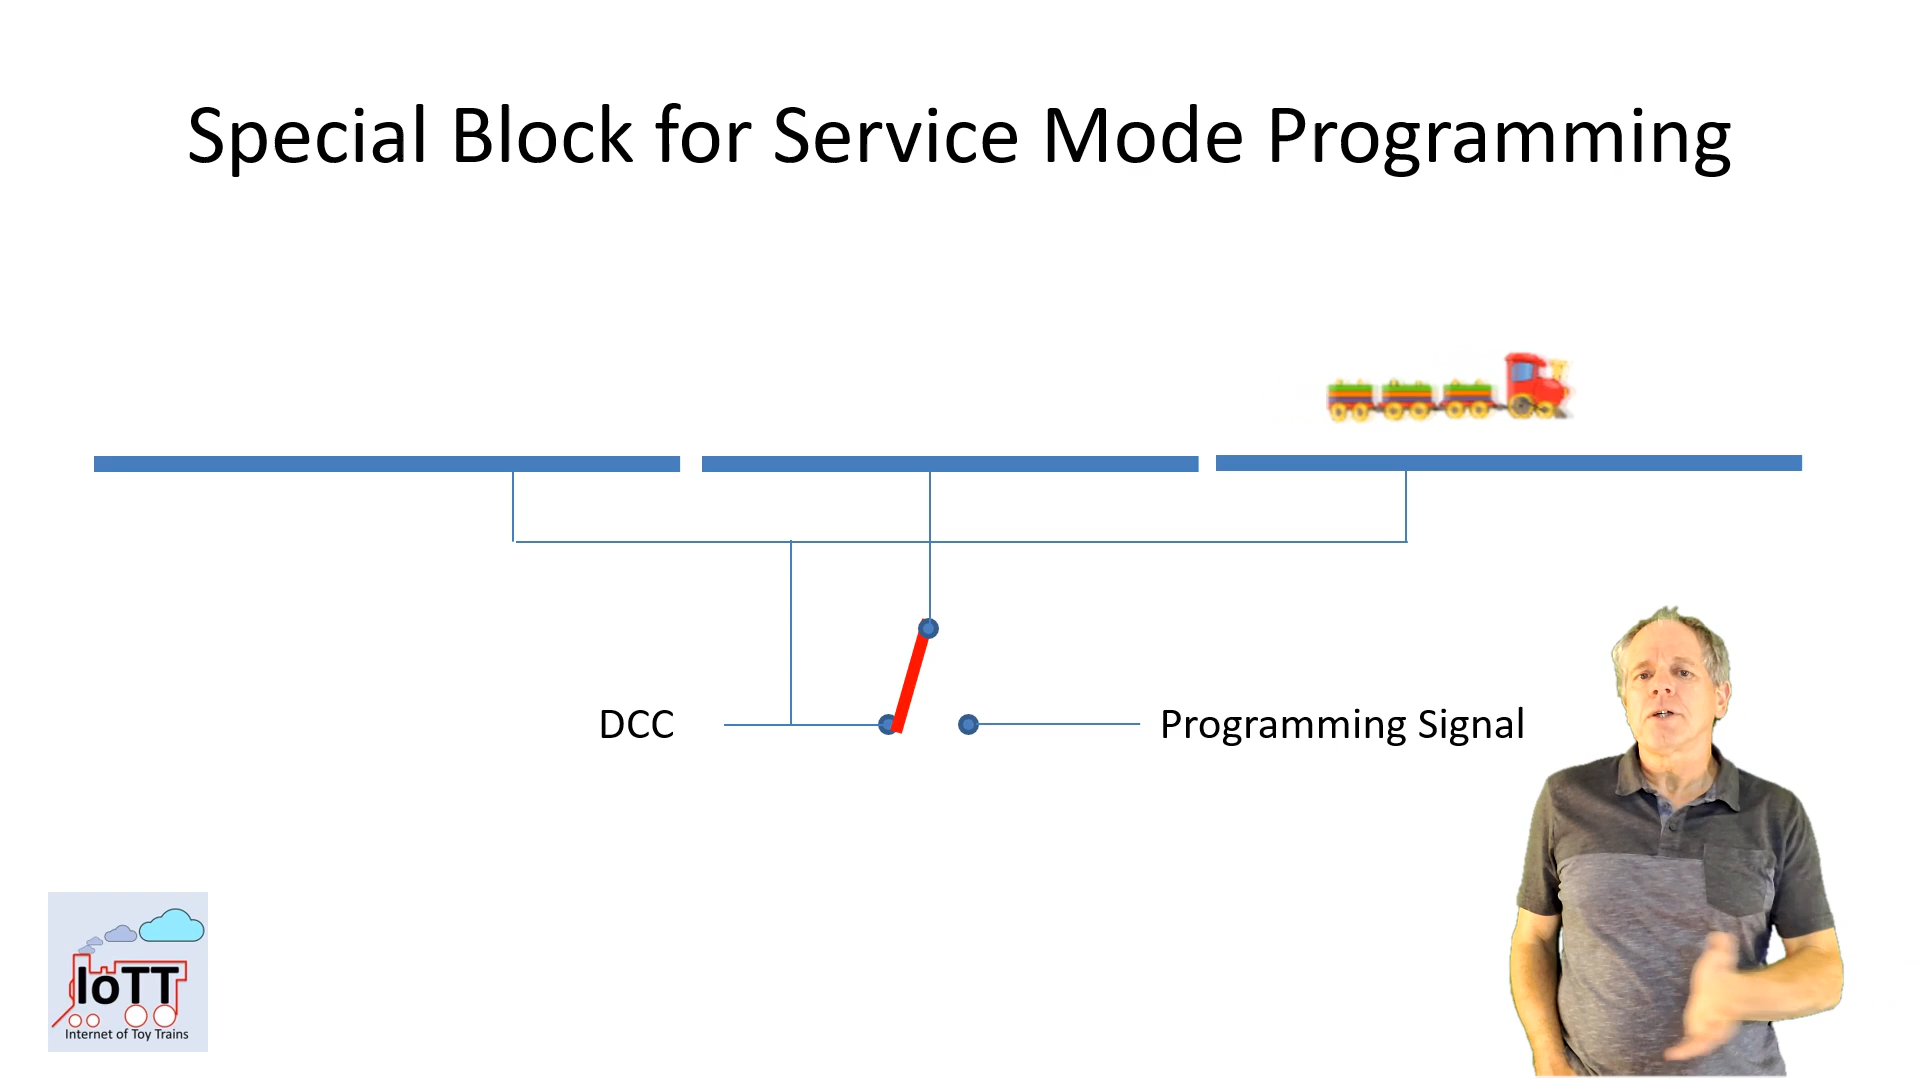 Special Block for Service Mode Programming
DCC
Programming Signal
IoTT
Internet of Toy Trains